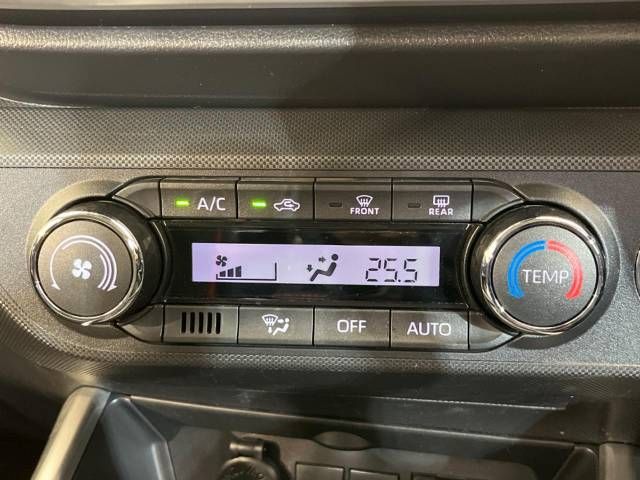 A/C
FRONT
REAR
25.5
TEMP
OFF
AUTO